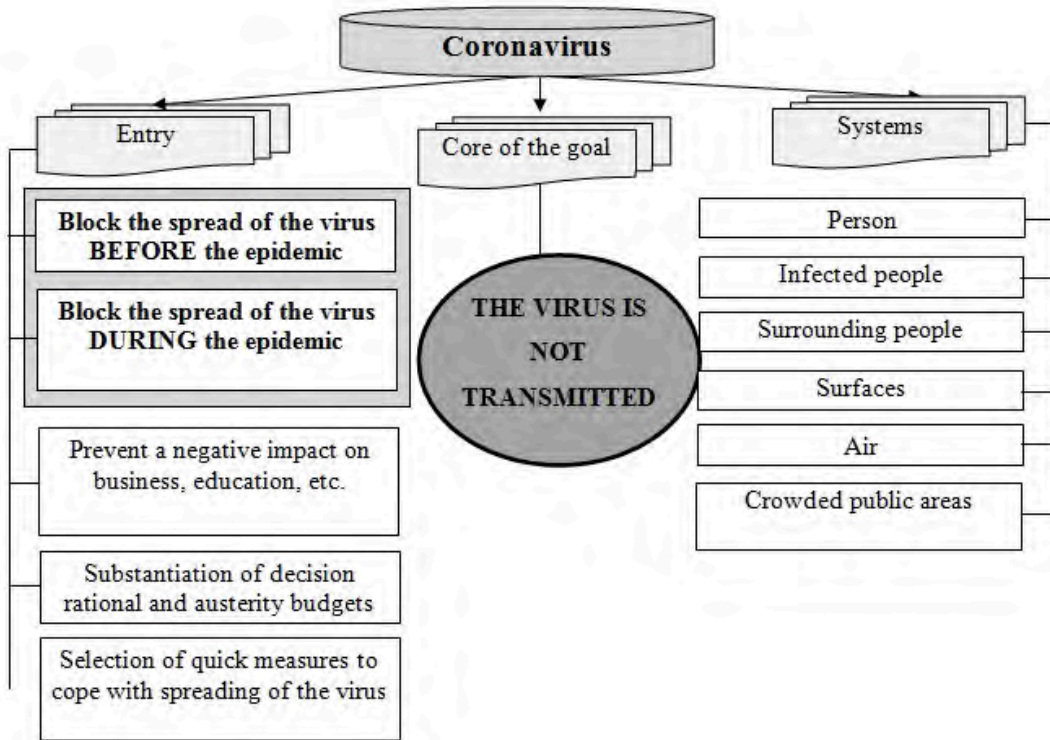 Coronavirus
Entry
Core of the goal
Systems
Block the spread of the virus
BEFORE the epidemic
Block the spread of the virus
DURING the epidemic
Prevent a negative impact on
business, education, etc.
Substantiation of decision
rational and austerity budgets
Selection of quick measures to
cope with spreading of the virus
THE VIRUS IS
NOT
TRANSMITTED
Person
Infected people
Surrounding people
Surfaces
Air
Crowded public areas